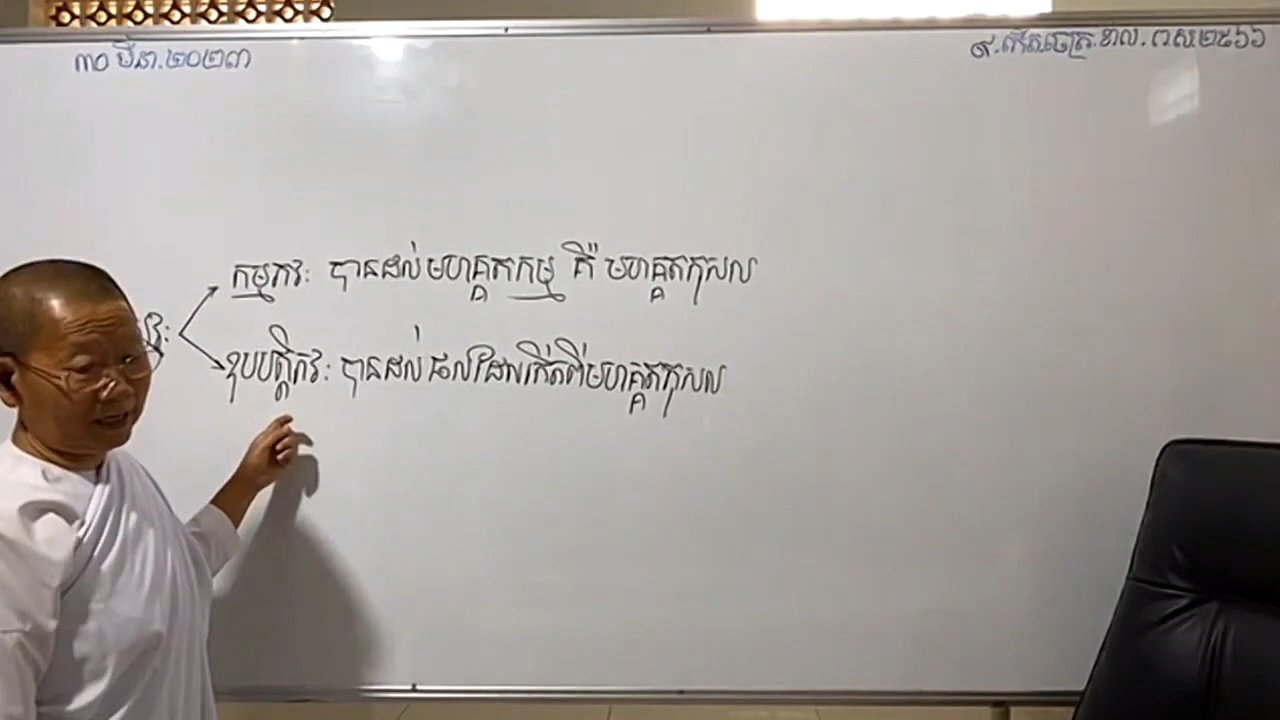 ៣០ មីនា.២០២៣
៩.កើត.ចេត្រ.ខាល.ព.ស.២៥៦៦
កម្មភវៈ បានដល់មហគ្គតកម្ម គឺ មហគ្គតកុសល
វៈ
ឧបបត្តិភវៈ បានដល់ ផលដែលកើតពីមហគ្គតកុសល